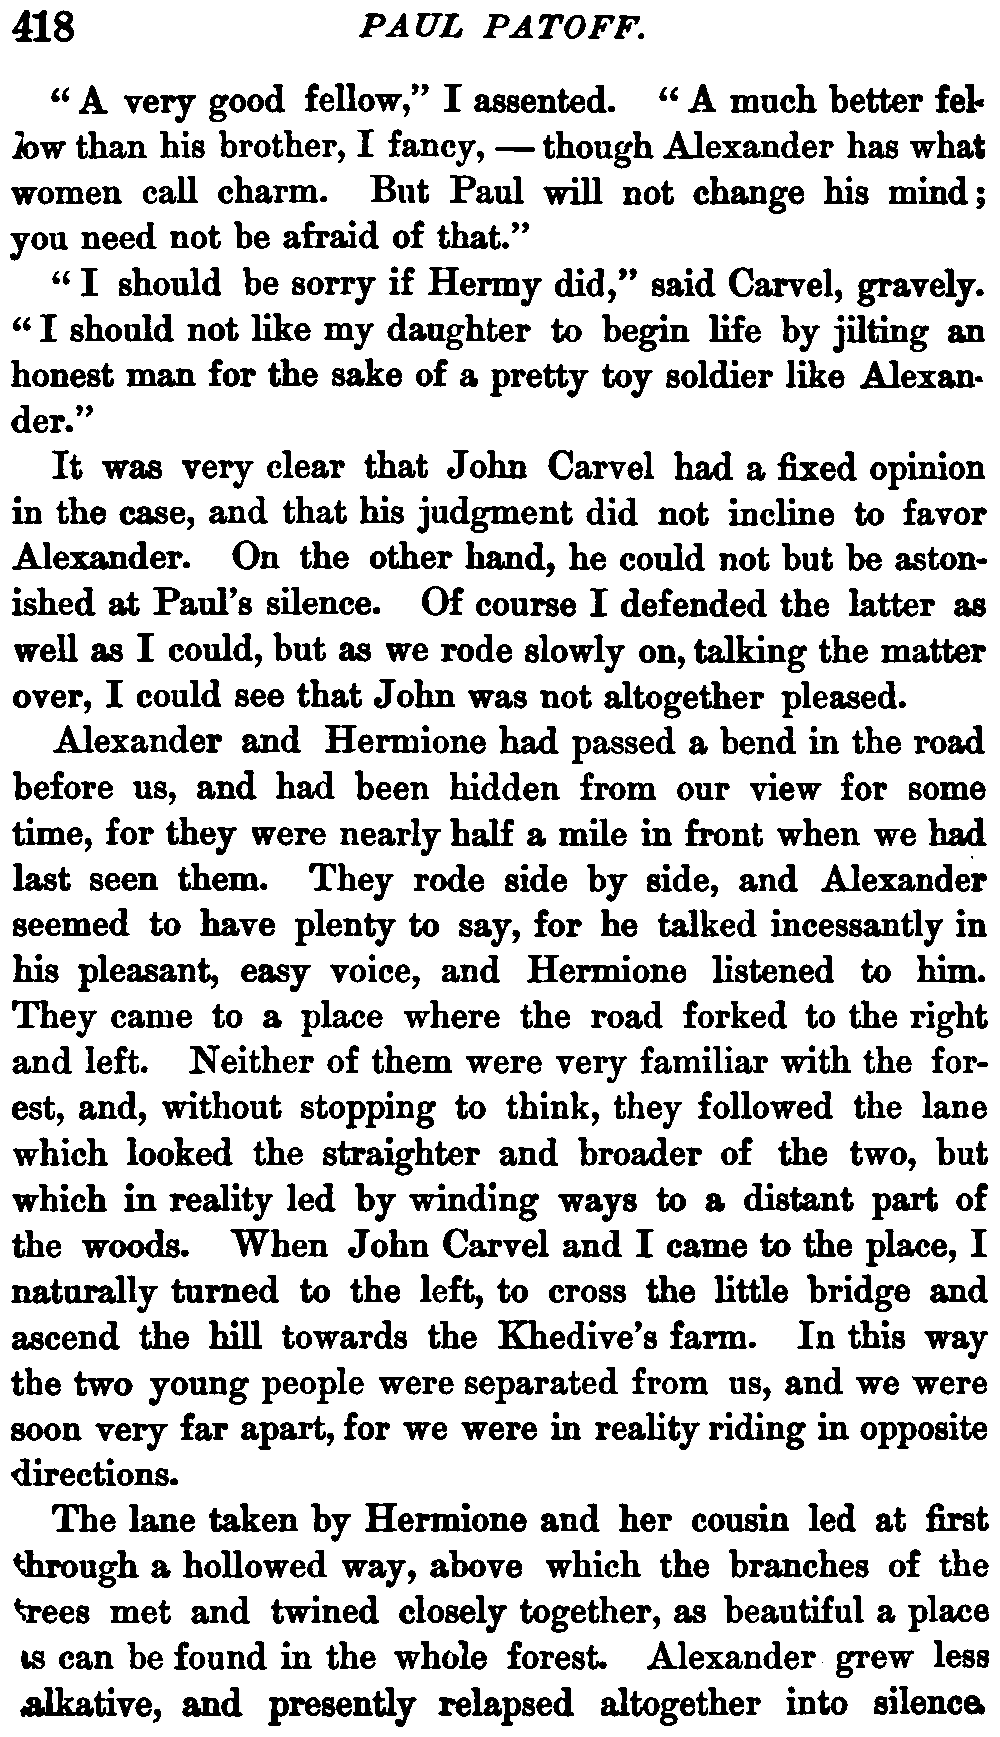 418 PAUL PATOFF.
“A very good fellow,” I assented. “A much better fel-
low than his brother, I fancy, — though Alexander has what
women call charm. But Paul will not change his mind;
you need not be afraid of that.”
“I should be sorry if Hermy did,” said Carvel, gravely.
“I should not like my daughter to begin life by jilting an
honest man for the sake of a pretty toy soldier like Alexan-
der.”
It was very clear that John Carvel had a fixed opinion
in the case, and that his judgment did not incline to favor
Alexander. On the other hand, he could not but be aston-
ished at Paul’s silence. Of course I defended the latter as
well as I could, but as we rode slowly on, talking the matter
over, I could see that John was not altogether pleased.
Alexander and Hermione had passed a bend in the road
before us, and had been hidden from our view for some
time, for they were nearly half a mile in front when we had
last seen them. They rode side by side, and Alexander
seemed to have plenty to say, for he talked incessantly in
his pleasant, easy voice, and Hermione listened to him.
They came to a place where the road forked to the right
and left. Neither of them were very familiar with the for-
est, and, without stopping to think, they followed the lane
which looked the straighter and broader of the two, but
which in reality led by winding ways to a distant part of
the woods. When John Carvel and I came to the place, I
naturally turned to the left, to cross the little bridge and
ascend the hill towards the Khedive’s farm. In this way
the two young people were separated from us, and we were
soon very far apart, for we were in reality riding in opposite
directions.
The lane taken by Hermione and her cousin led at first
through a hollowed way, above which the branches of the
trees met and twined closely together, as beautiful a place
as can be found in the whole forest. Alexander grew less
talkative, and presently relapsed altogether into silence.